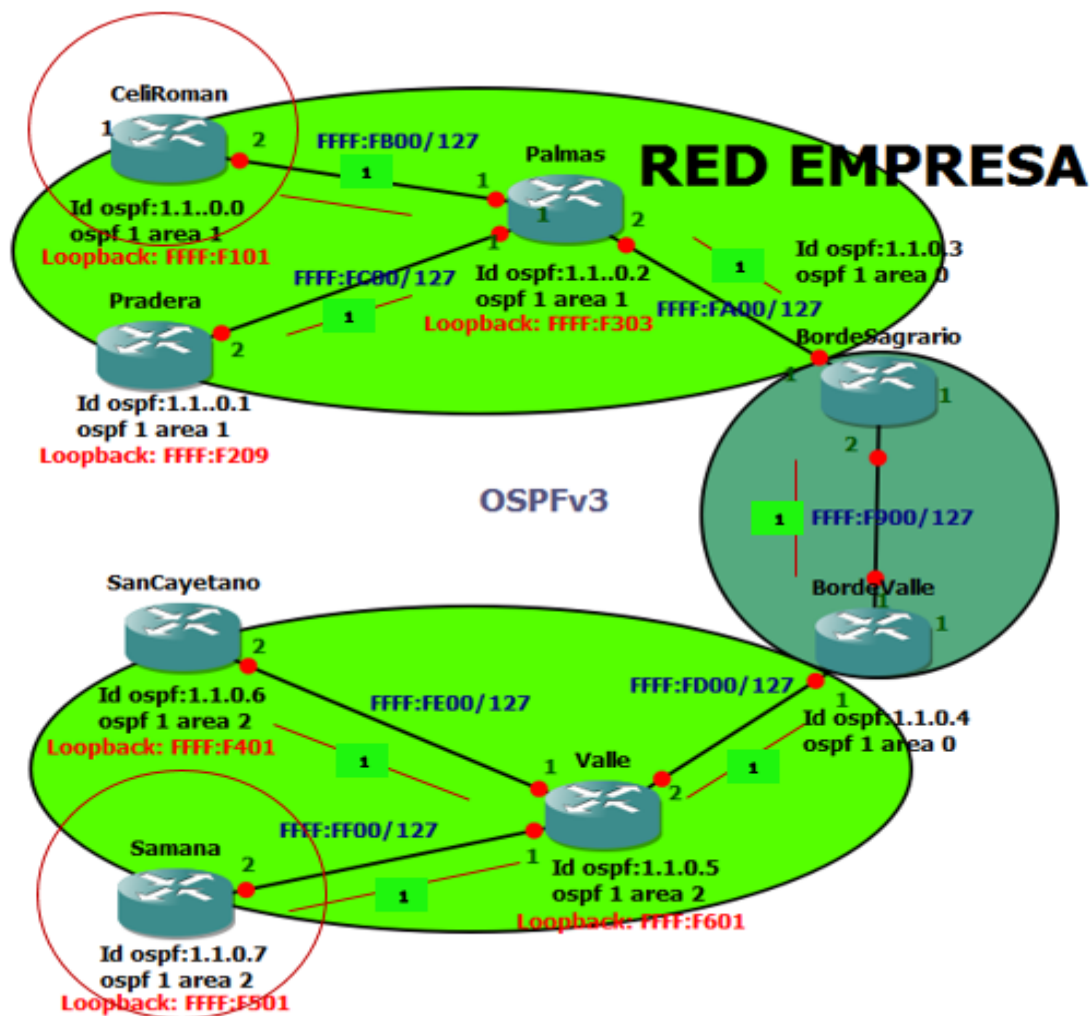 CeliRoman
1
2
FFFF:FB00/127
1
Palmas
RED EMPRESA
1
1
1
2
Id ospf:1.1..0.0
ospf 1 area 1
Loopback: FFFF:F101
FFFF:FC00/127
1
Id ospf:1.1..0.2
ospf 1 area 1
Loopback: FFFF:F303
1
Id ospf:1.1.0.3
ospf 1 area 0
FFFF:FA00/127
Pradera
2
BordeSagrario
1
1
2
Id ospf:1.1..0.1
ospf 1 area 1
Loopback: FFFF:F209
OSPFv3
1
FFFF:F900/127
SanCayetano
2
BordeValle
1
1
Id ospf:1.1.0.6
ospf 1 area 2
Loopback: FFFF:F401
FFFF:FE00/127
1
FFFF:FD00/127
1
Id ospf:1.1.0.4
ospf 1 area 0
1
Valle
1
2
1
Id ospf:1.1.0.5
ospf 1 area 2
Loopback: FFFF:F601
FFFF:FF00/127
1
Samana
2
Id ospf:1.1.0.7
ospf 1 area 2
Loopback: FFFF:F501